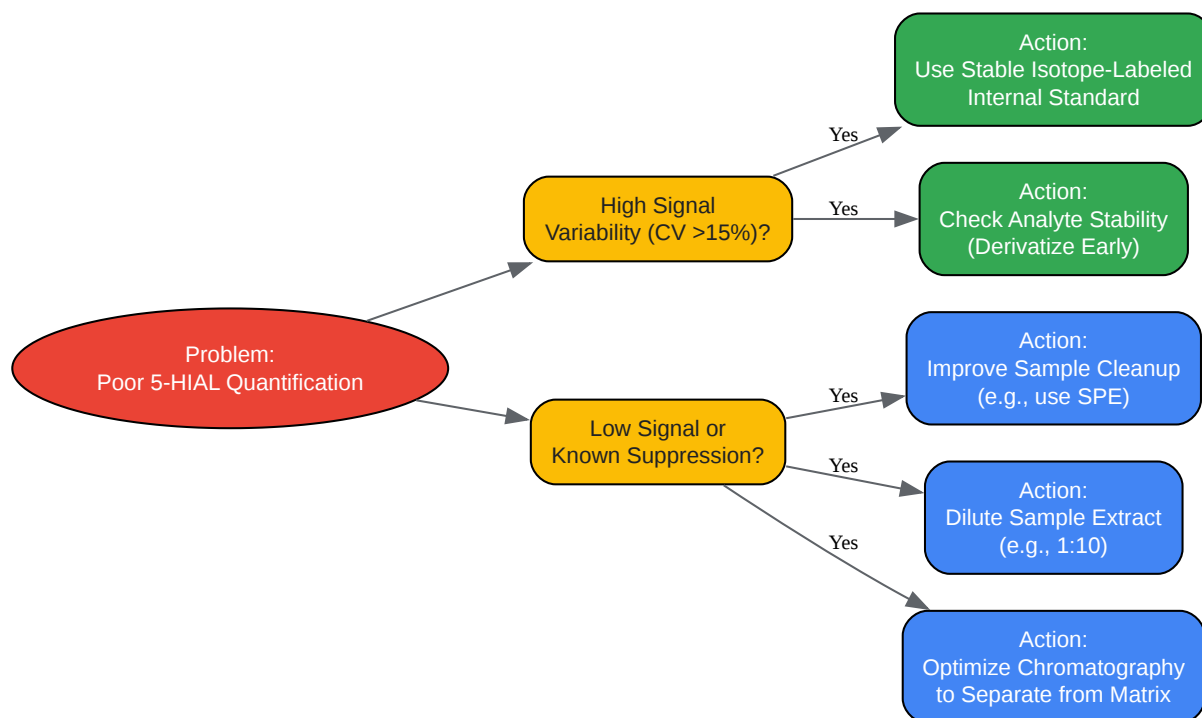 Action:
Use Stable Isotope-Labeled
Internal Standard
Yes
Action:
Check Analyte Stability
(Derivatize Early)
Yes
High Signal
Variability (CV >15%)?
Problem:
Poor 5-HIAL Quantification
Action:
Improve Sample Cleanup
(e.g., use SPE)
Yes
Low Signal or
Known Suppression?
Yes
Action:
Dilute Sample Extract
(e.g., 1:10)
Yes
Action:
Optimize Chromatography
to Separate from Matrix